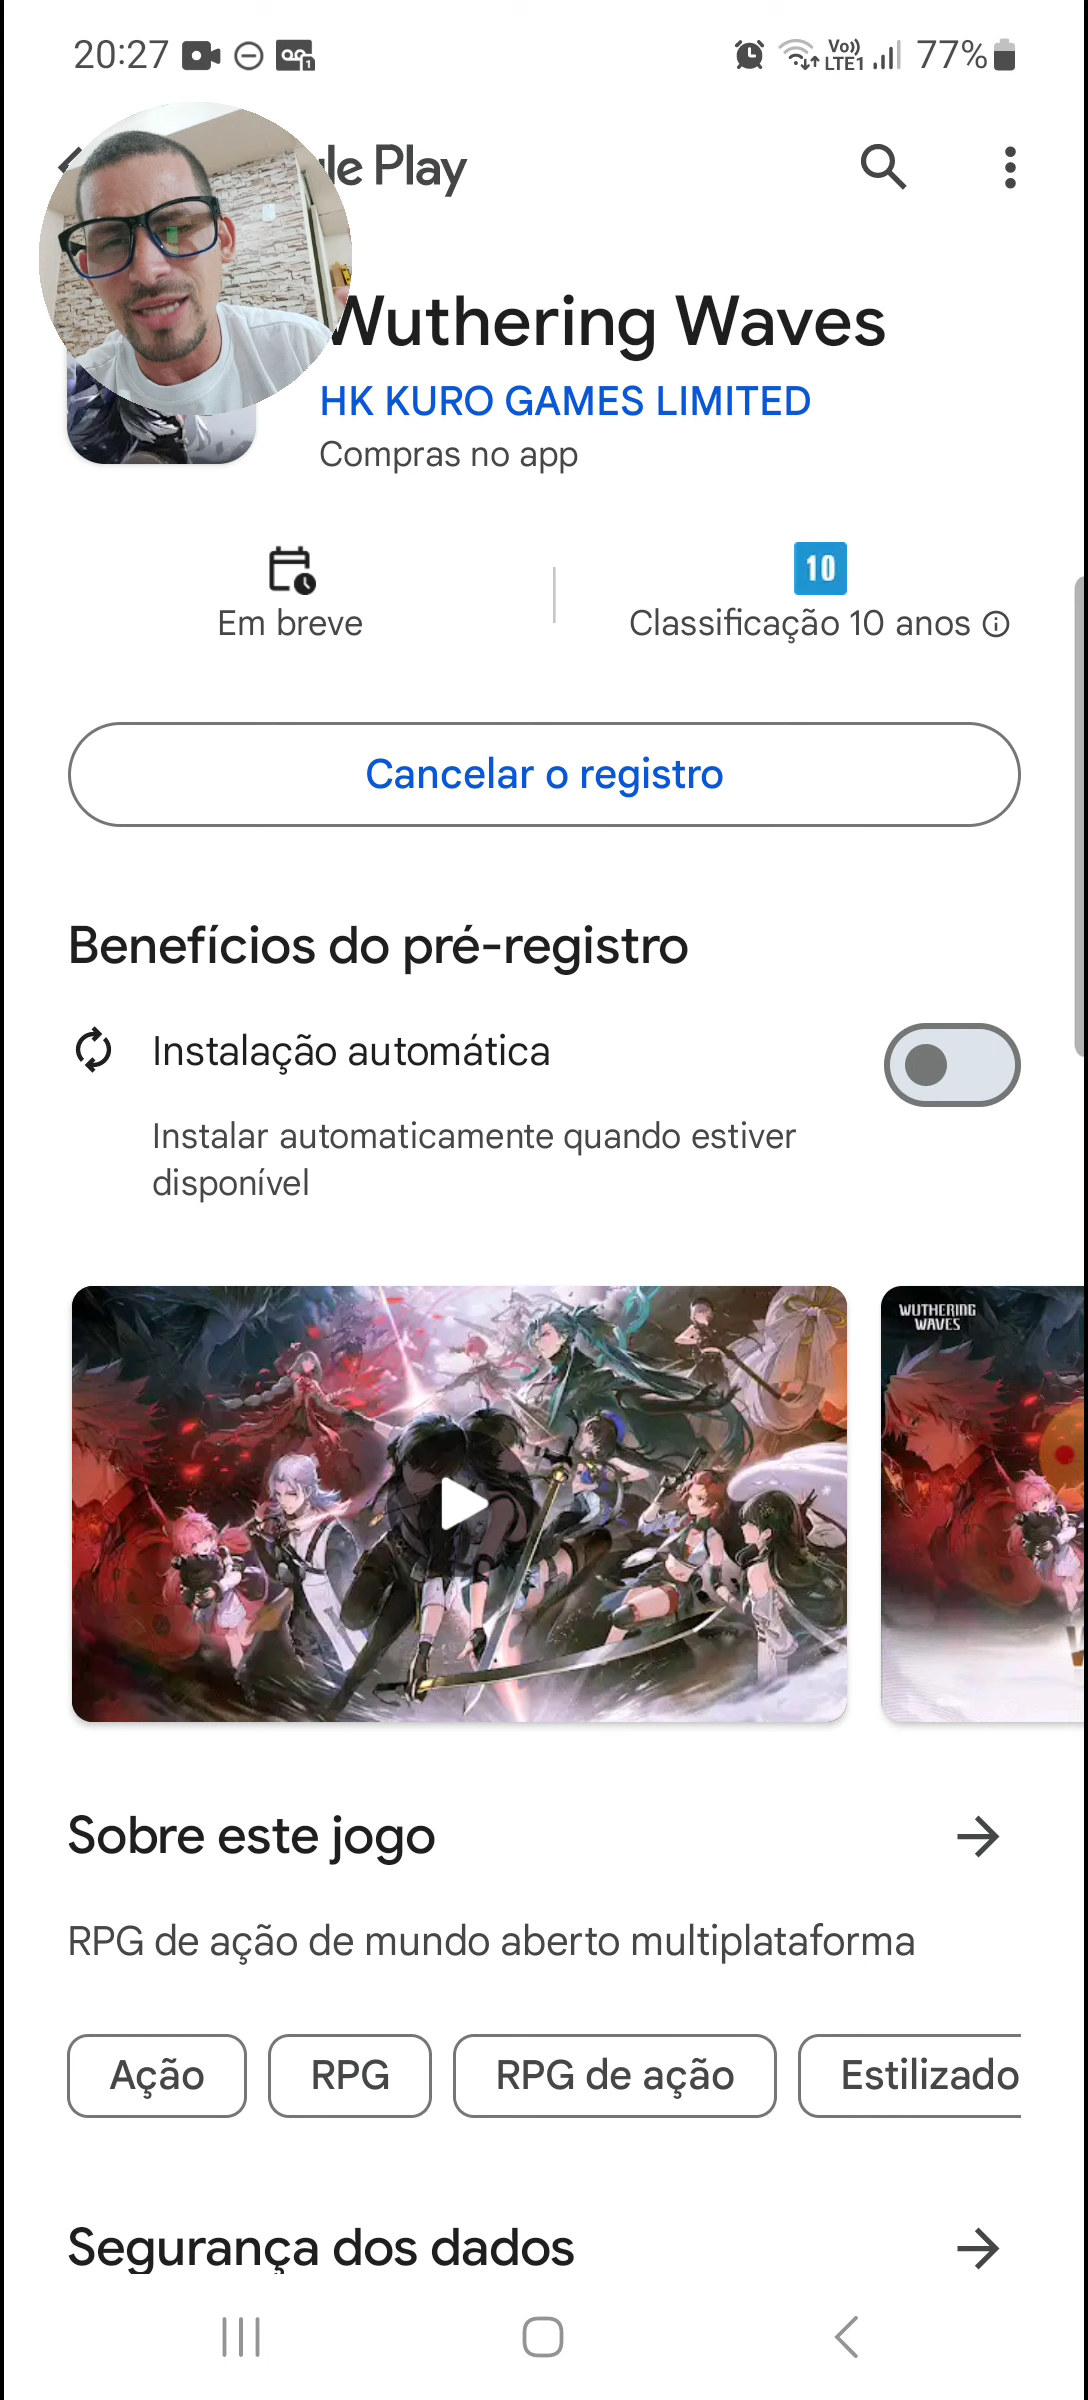 20:27
Vo))
LTE1
77%
le Play
Wuthering Waves
HK KURO GAMES LIMITED
Compras no app
10
Em breve
Classificação 10 anos
Cancelar o registro
Benefícios do pré-registro
Instalação automática
Instalar automaticamente quando estiver
disponível
WUTHERING
WAVES
Sobre este jogo
RPG de ação de mundo aberto multiplataforma
Ação
RPG
RPG de ação
Estilizado
Segurança dos dados